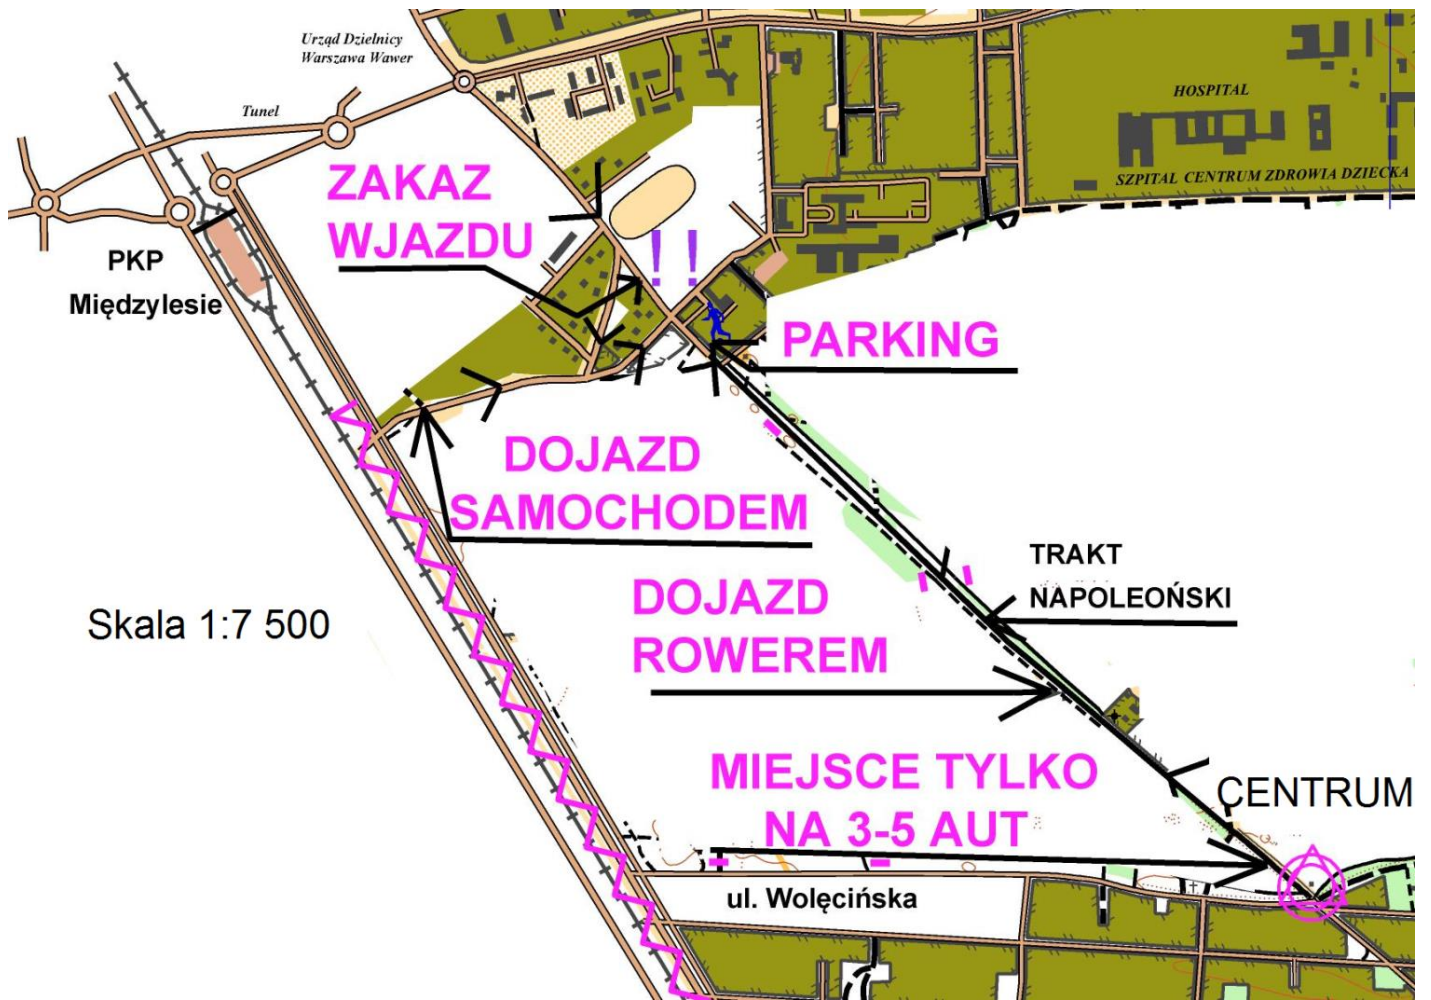 Urząd Dzielnicy
Warszawa Wawer
Tunel
HOSPITAL
SZPITAL CENTRUM ZDROWIA DZIECKA
ZAKAZ
WJAZDU
! !
PKP
Międzylesie
PARKING
DOJAZD
SAMOCHODEM
TRAKT
NAPOLEOŃSKI
DOJAZD
ROWEREM
Skala 1:7 500
MIEJSCE TYLKO
NA 3-5 AUT
CENTRUM
ul. Wolęcińska